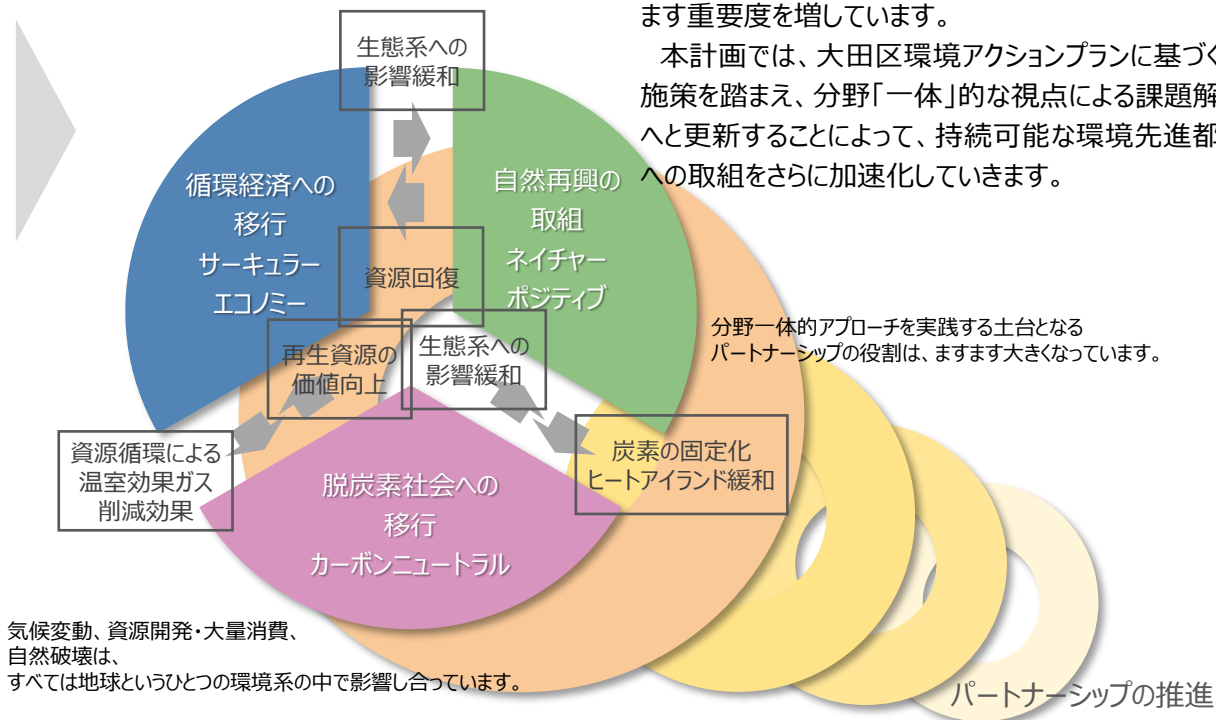 ます重要度を増しています。
本計画では、大田区環境アクションプランに基づく
施策を踏まえ、分野「一体」的な視点による課題解
へと更新することによって、持続可能な環境先進都
への取組をさらに加速化していきます。
生態系への
影響緩和
循環経済への
移行
サーキュラー
エコノミー
自然再興の
取組
ネイチャー
ポジティブ
資源回復
再生資源の
価値向上
生態系への
影響緩和
分野一体的アプローチを実践する土台となる
パートナーシップの役割は、ますます大きくなっています。
資源循環による
温室効果ガス
削減効果
炭素の固定化
ヒートアイランド緩和
脱炭素社会への
移行
カーボンニュートラル
気候変動、資源開発・大量消費、
自然破壊は、
すべては地球というひとつの環境系の中で影響し合っています。
パートナーシップの推進